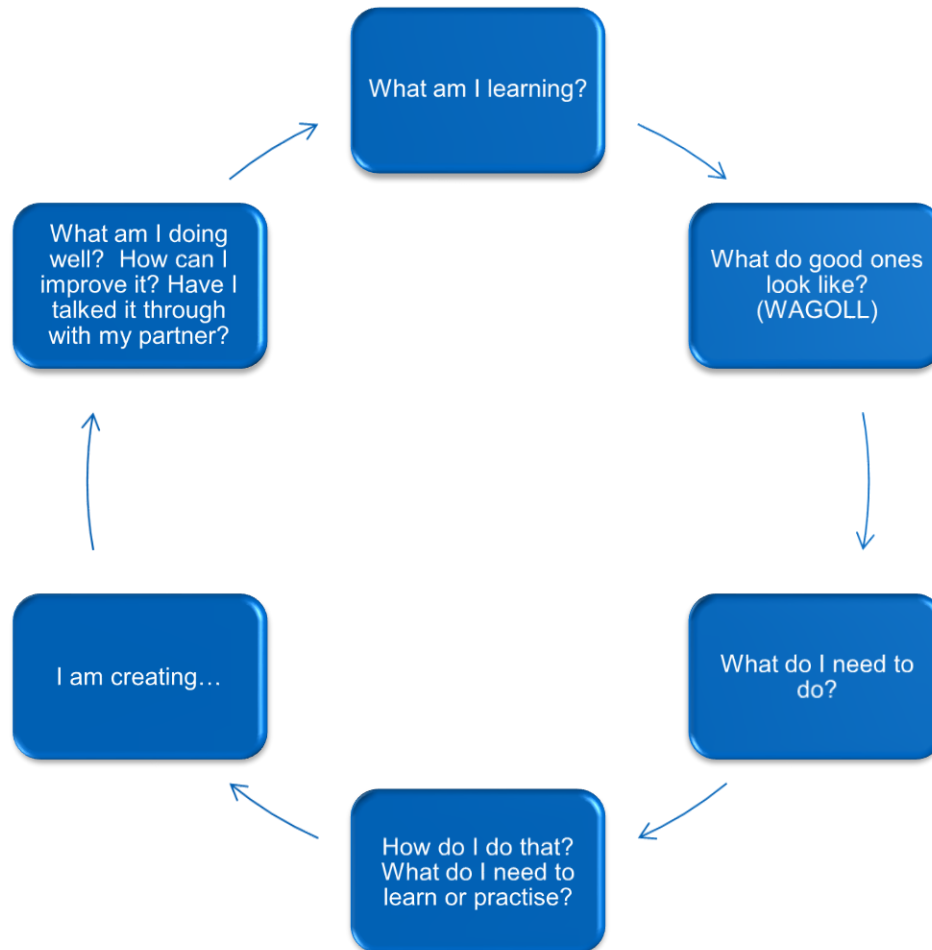 What am I learning?
What do good ones
look like?
(WAGOLL)
What do I need to
do?
How do I do that?
What do I need to
learn or practise?
I am creating…
What am I doing
well?  How can I
improve it? Have I
talked it through
with my partner?